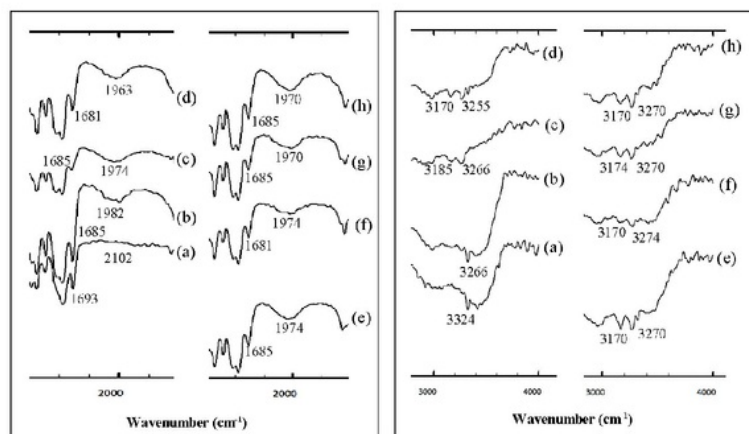 (d)
1963
1681
(c)
1685
1974
(b)
1982
1685
(a)
2102
1693
2000
(h)
1970
1685
(g)
1970
1685
(f)
1974
1681
(e)
1974
1685
2000
Wavenumber (cm-1)
(d)
3170 3255
(c)
3185 3266
(b)
3266
(a)
3324
3000 4000
(h)
3170 3270
(g)
3174 3270
(f)
3170 3274
(e)
3170 3270
3000 4000
Wavenumber (cm-1)